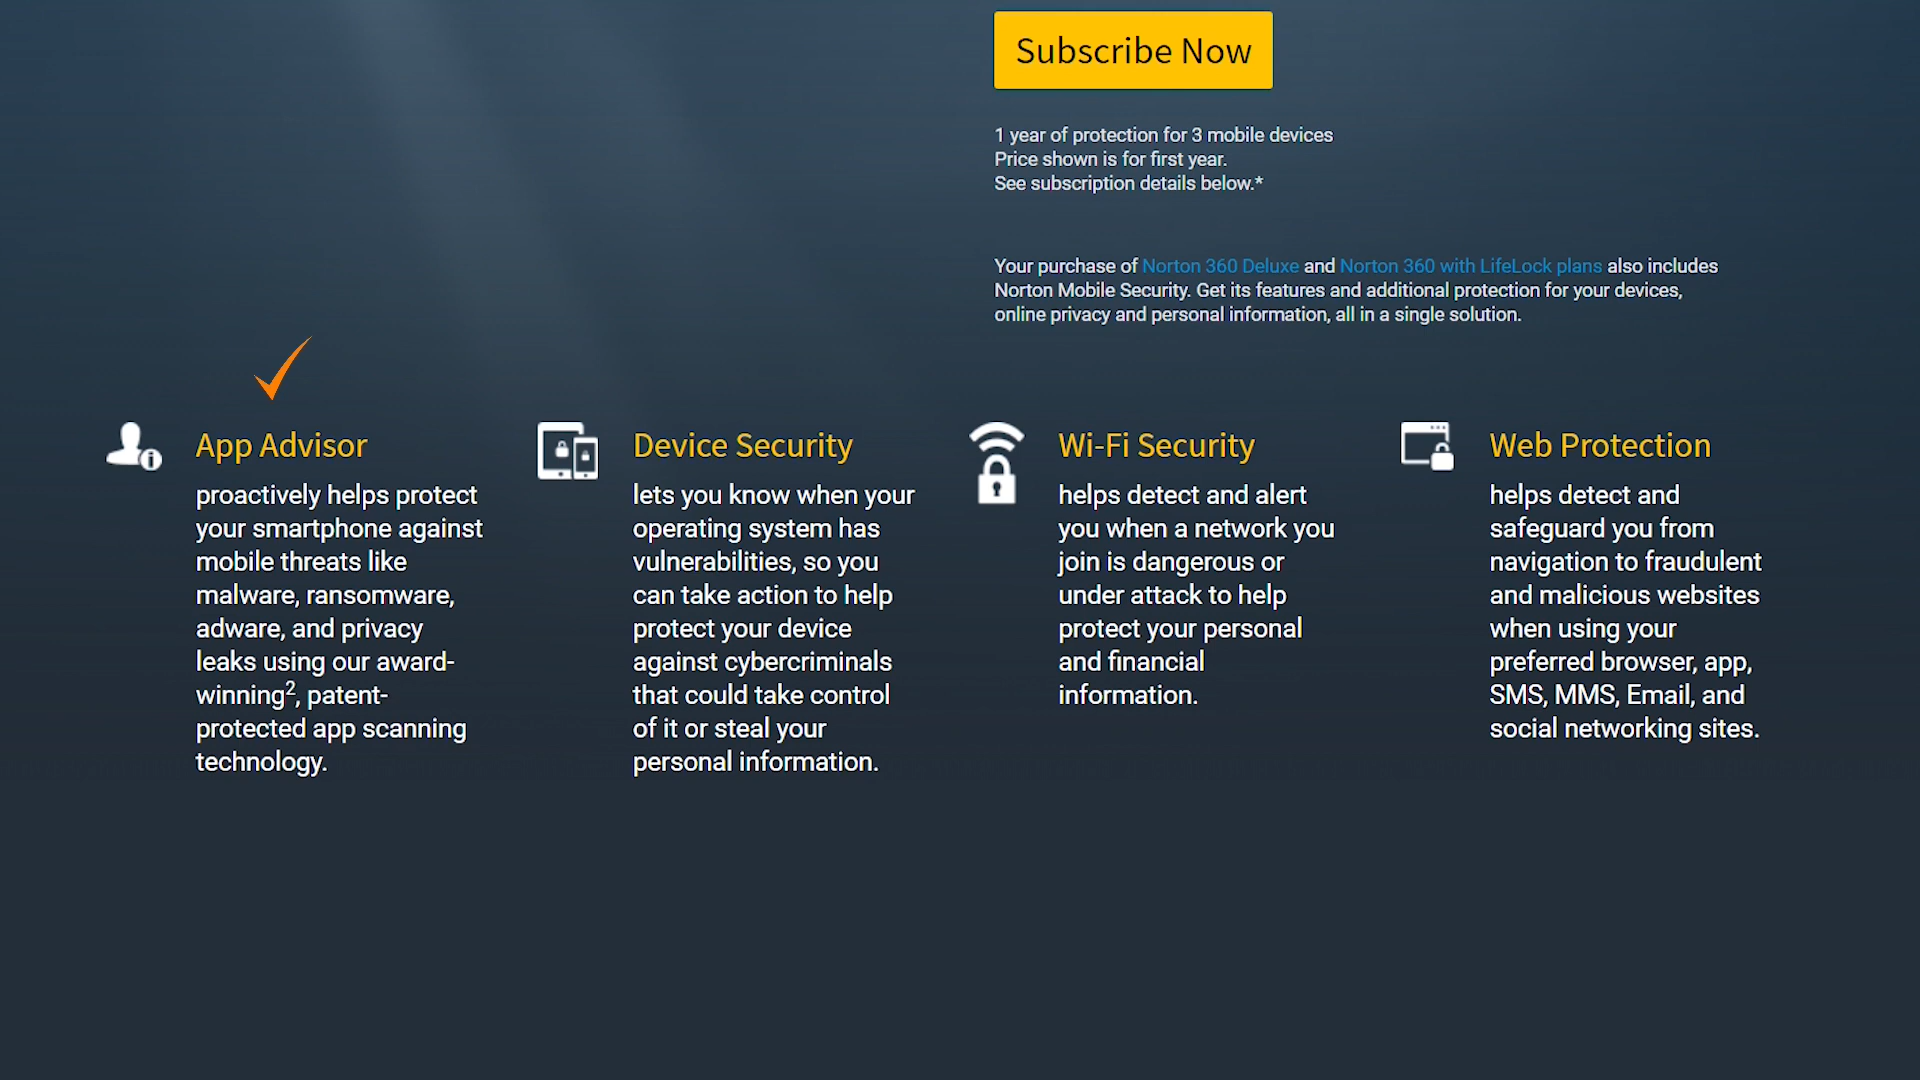 Subscribe Now
1 year of protection for 3 mobile devices
Price shown is for first year.
See subscription details below.*
Your purchase of Norton 360 Deluxe and Norton 360 with LifeLock plans also includes
Norton Mobile Security. Get its features and additional protection for your devices,
online privacy and personal information, all in a single solution.
App Advisor
proactively helps protect
your smartphone against
mobile threats like
malware, ransomware,
adware, and privacy
leaks using our award-
winning², patent-
protected app scanning
technology.
Device Security
lets you know when your
operating system has
vulnerabilities, so you
can take action to help
protect your device
against cybercriminals
that could take control
of it or steal your
personal information.
Wi-Fi Security
helps detect and alert
you when a network you
join is dangerous or
under attack to help
protect your personal
and financial
information.
Web Protection
helps detect and
safeguard you from
navigation to fraudulent
and malicious websites
when using your
preferred browser, app,
SMS, MMS, Email, and
social networking sites.